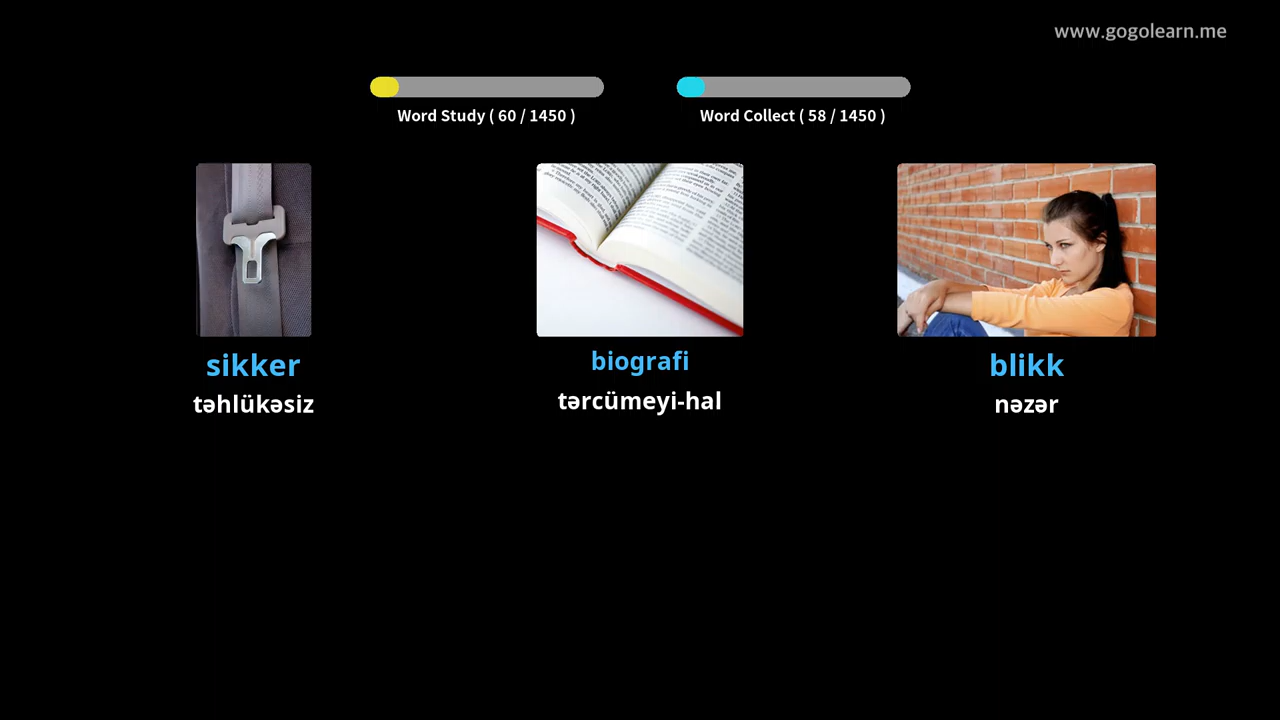 www.gogolearn.me
Word Study ( 60 / 1450 )
Word Collect ( 58 / 1450 )
sikker
təhlükəsiz
biografi
tərcümeyi-hal
blikk
nəzər